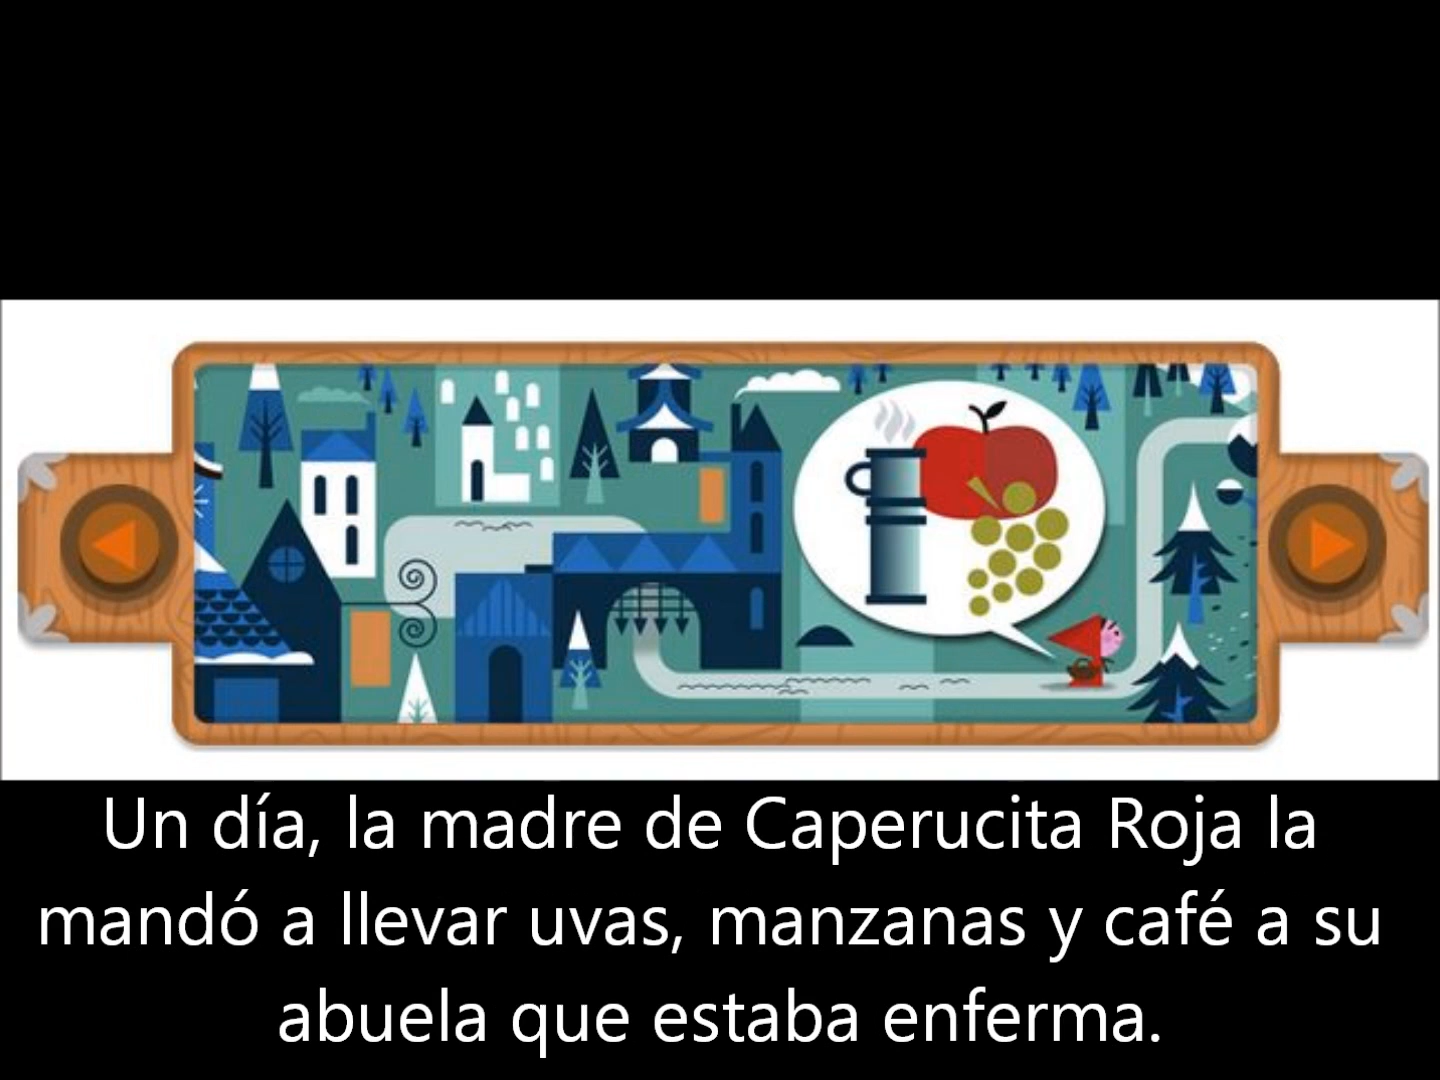 Un día, la madre de Caperucita Roja la
mandó a llevar uvas, manzanas y café a su
abuela que estaba enferma.